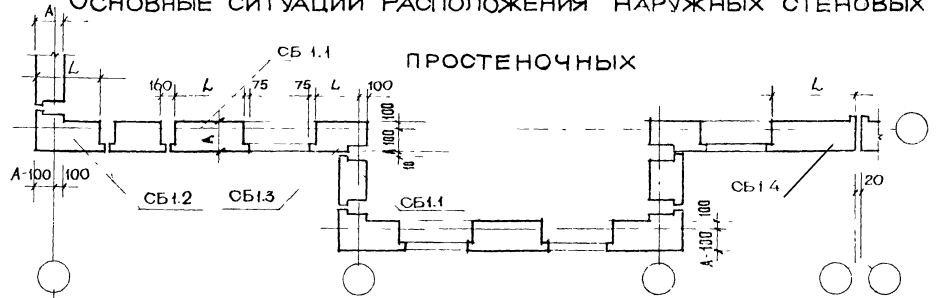 ОСНОВНЫЕ СИТУАЦИИ РАСПОЛОЖЕНИЯ НАРУЖНЫХ СТЕНОВЫХ
ПРОСТЕНОЧНЫХ
А
L
СБ 1.1
160 L 75 75 L 100
100
А
А 100
10
L
А-100 100
СБ1.2
СБ1.3
СБ1.1
СБ1.4
20
100
А-100